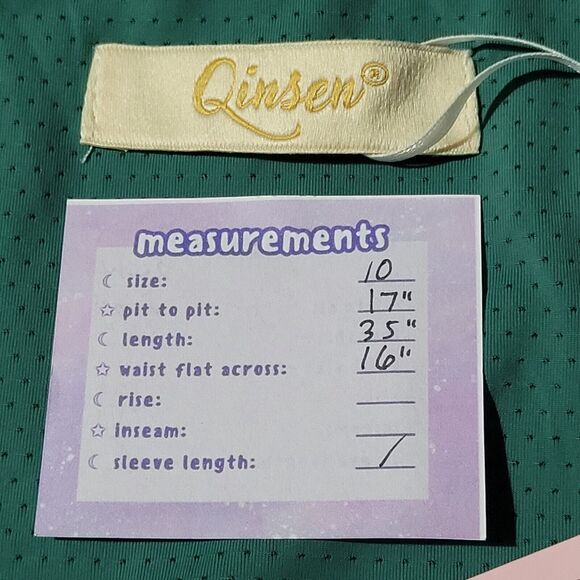 Qinsen®
measurements
size: 10
pit to pit: 17"
length: 35"
waist flat across: 16"
rise:
inseam:
sleeve length: /